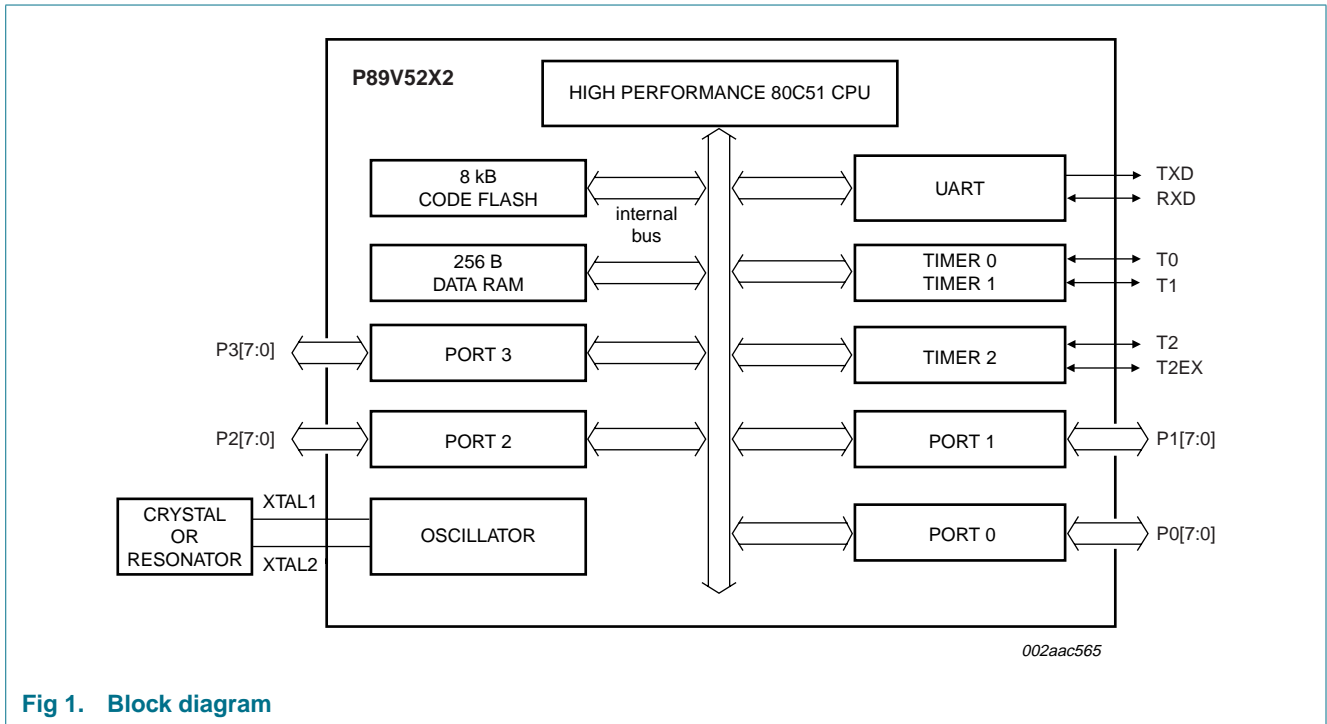 P89V52X2
HIGH PERFORMANCE 80C51 CPU
8 kB
CODE FLASH
internal
bus
UART
TXD
RXD
256 B
DATA RAM
TIMER 0
TIMER 1
T0
T1
P3[7:0]
PORT 3
TIMER 2
T2
T2EX
P2[7:0]
PORT 2
PORT 1
P1[7:0]
CRYSTAL
OR
RESONATOR
XTAL1
XTAL2
OSCILLATOR
PORT 0
P0[7:0]
002aac565
Fig 1. Block diagram